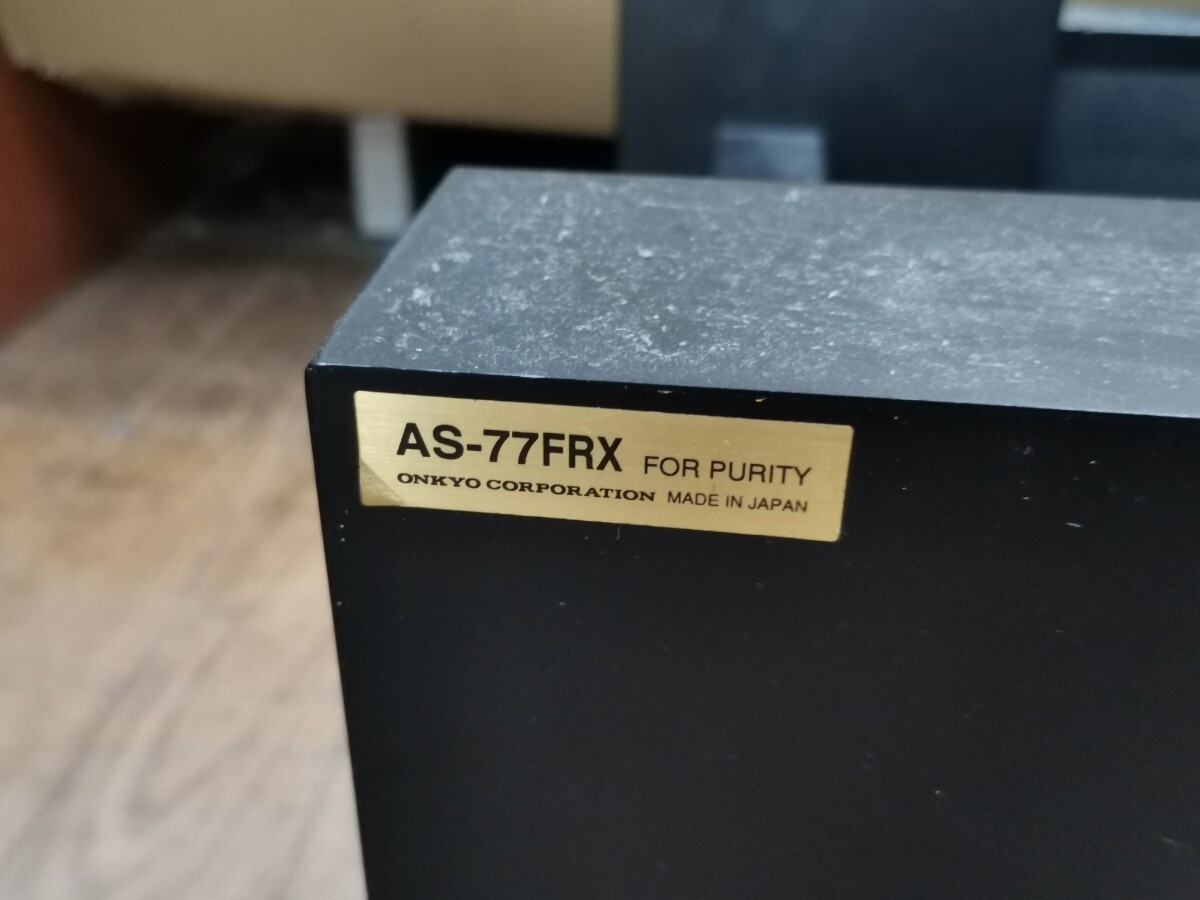 AS-77FRX FOR PURITY
ONKYO CORPORATION MADE IN JAPAN